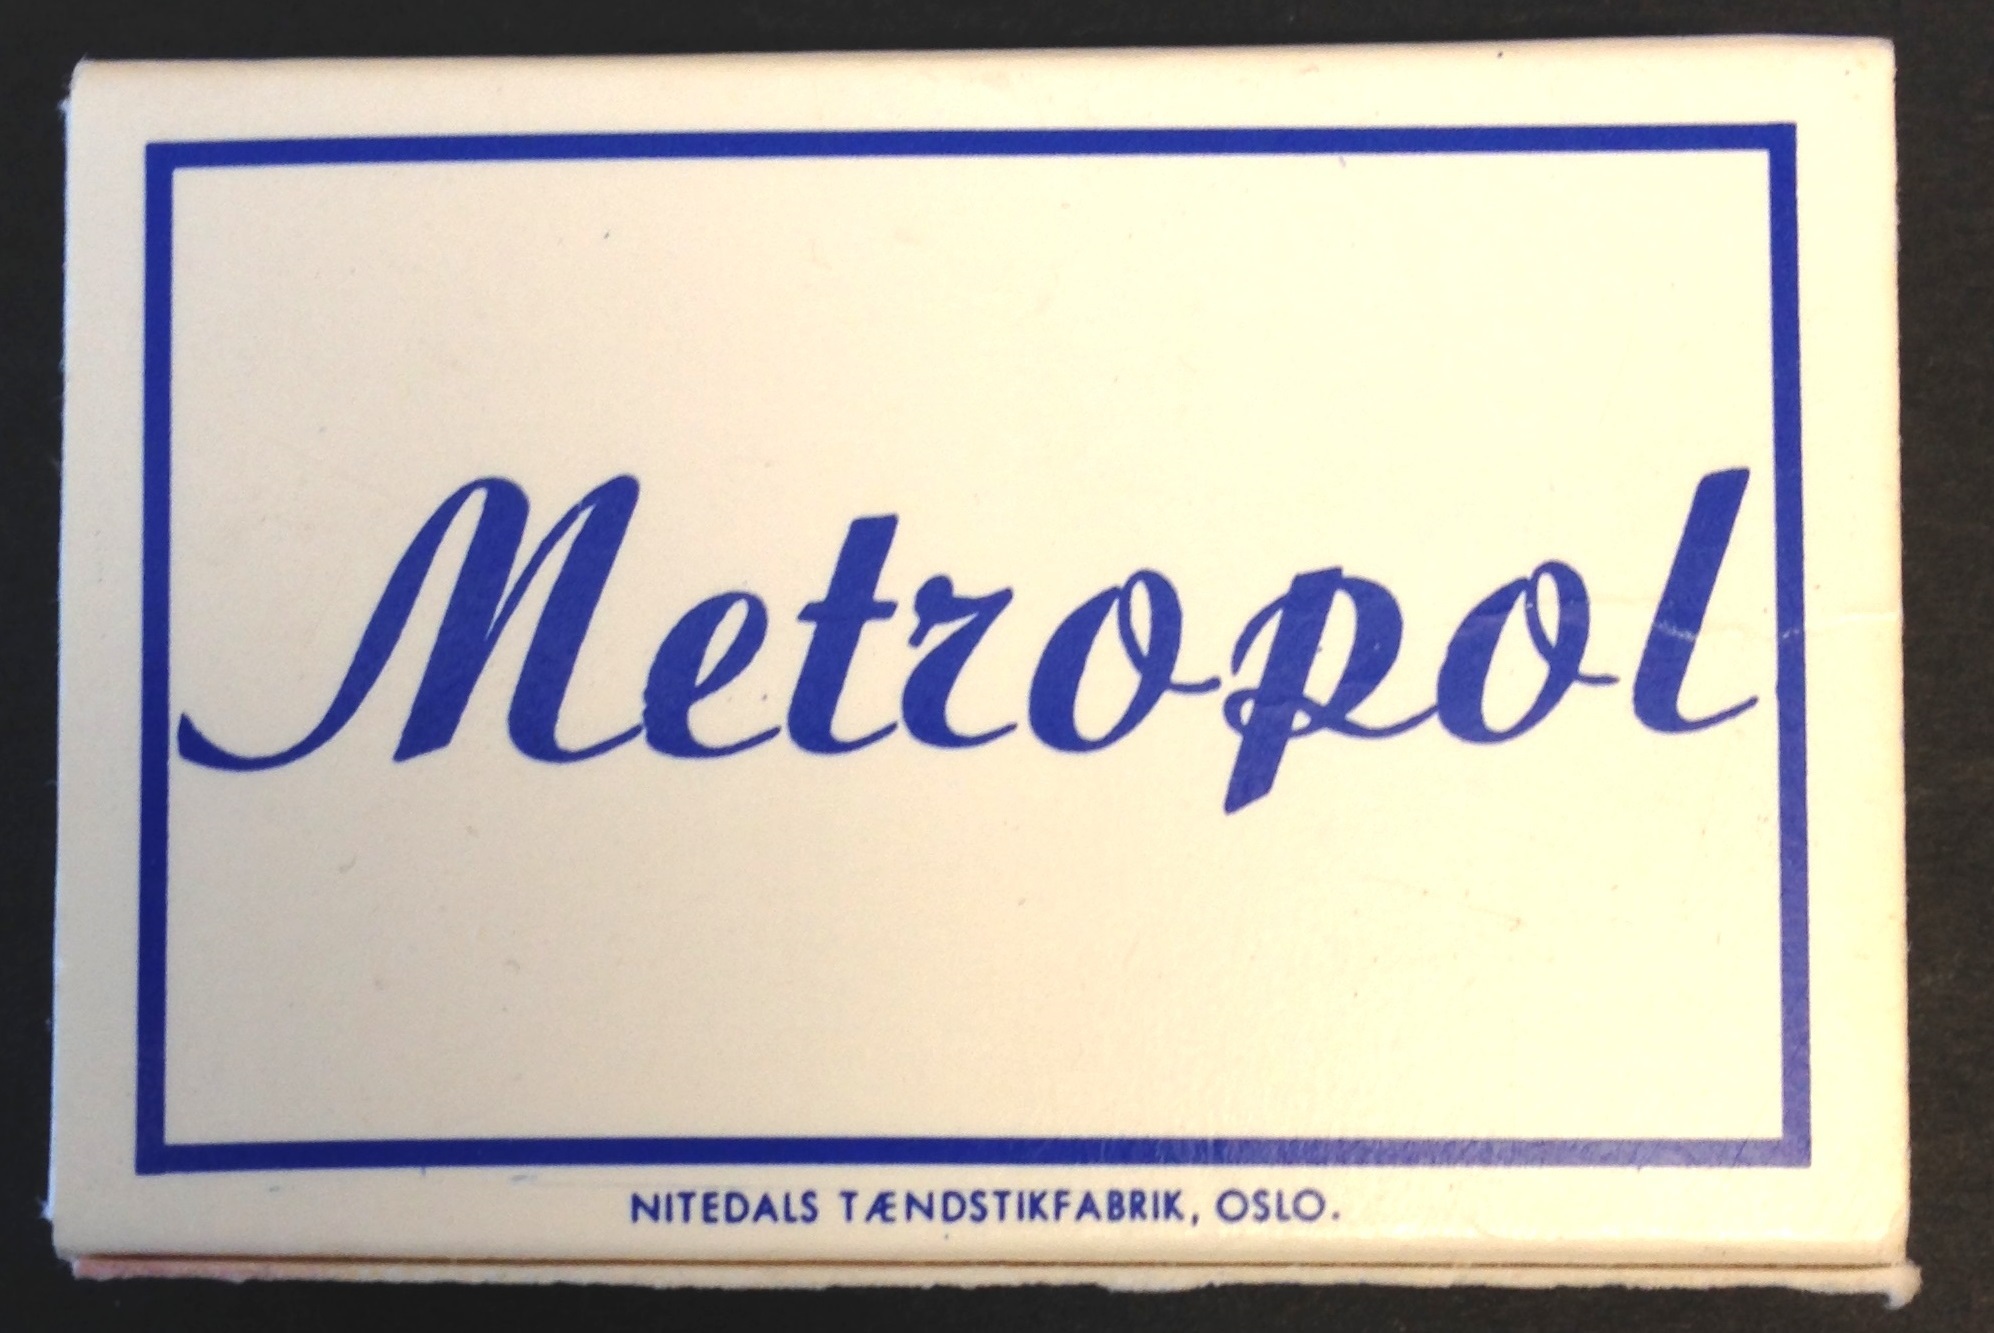 Metropol
NITEDALS TÆNDSTIKFABRIK, OSLO.